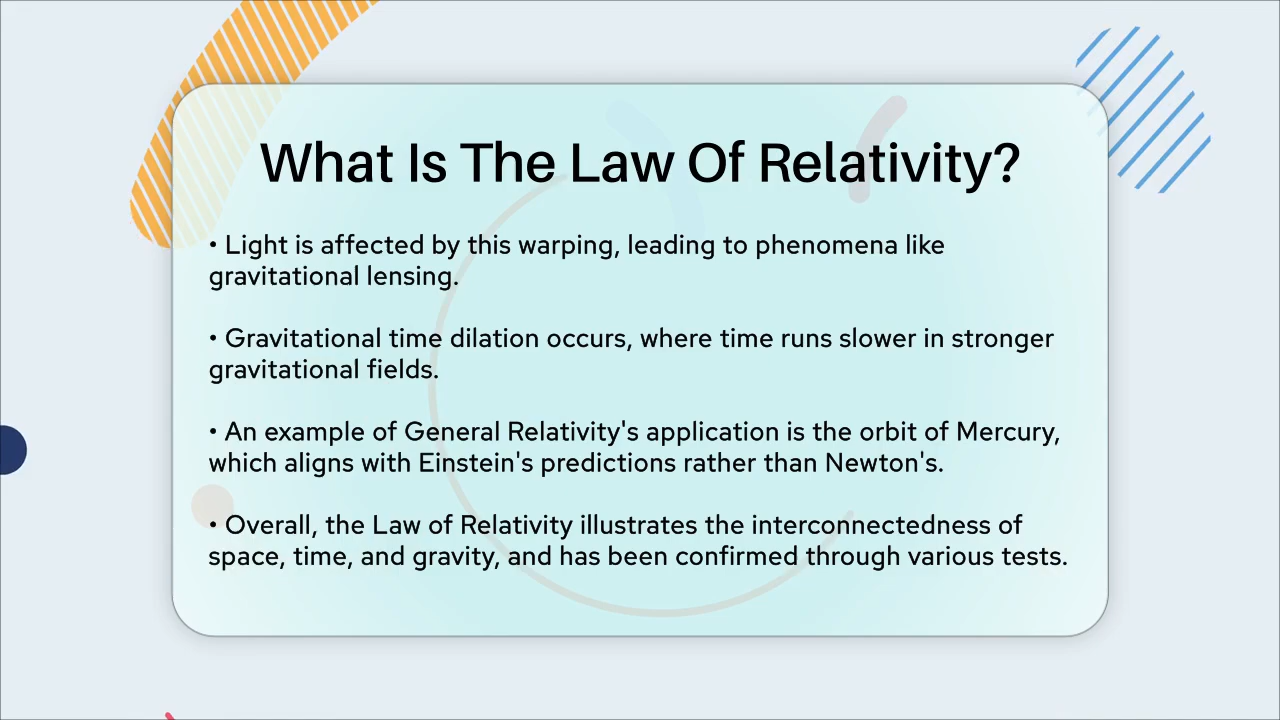 What Is The Law Of Relativity?
• Light is affected by this warping, leading to phenomena like
gravitational lensing.
• Gravitational time dilation occurs, where time runs slower in stronger
gravitational fields.
• An example of General Relativity's application is the orbit of Mercury,
which aligns with Einstein's predictions rather than Newton's.
• Overall, the Law of Relativity illustrates the interconnectedness of
space, time, and gravity, and has been confirmed through various tests.